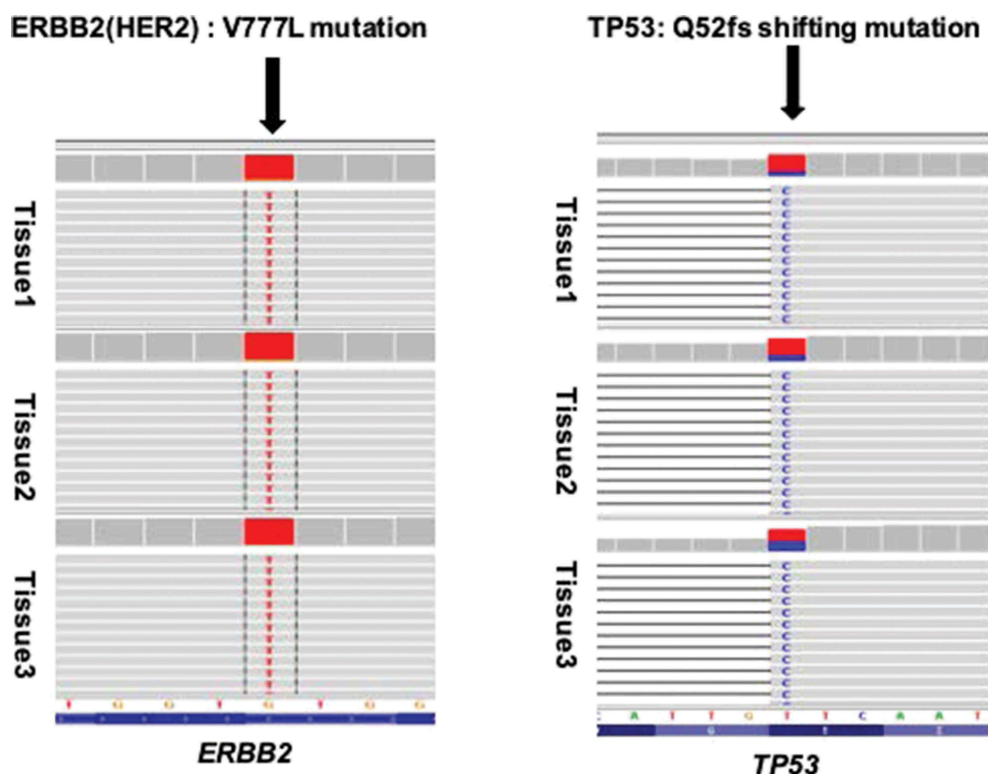 ERBB2(HER2) : V777L mutation
TP53: Q52fs shifting mutation
Tissue1
Tissue2
Tissue3
T G G T G T G G
ERBB2
Tissue1
Tissue2
Tissue3
C A T T G T T C A A T
TP53